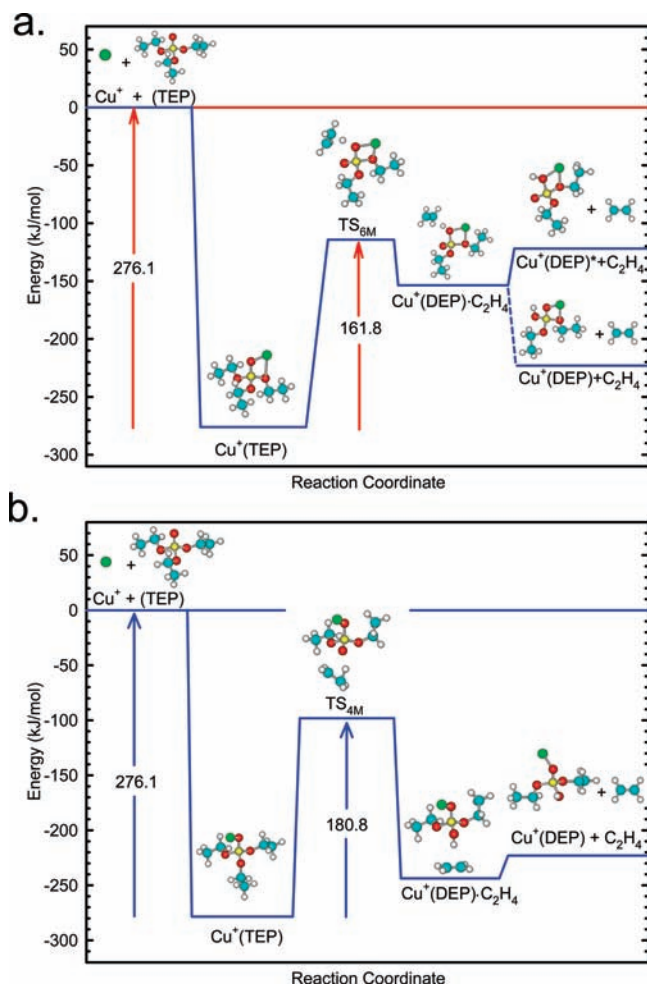 a.
50
0
-50
-100
-150
-200
-250
-300
Energy (kJ/mol)
+
Cu⁺ + (TEP)
276.1
Cu⁺(TEP)
TS₆M
161.8
Cu⁺(DEP)·C₂H₄
+
Cu⁺(DEP)*+C₂H₄
+
Cu⁺(DEP)+C₂H₄
Reaction Coordinate
b.
50
0
-50
-100
-150
-200
-250
-300
Energy (kJ/mol)
+
Cu⁺ + (TEP)
276.1
Cu⁺(TEP)
TS₄M
180.8
Cu⁺(DEP)·C₂H₄
+
Cu⁺(DEP) + C₂H₄
Reaction Coordinate